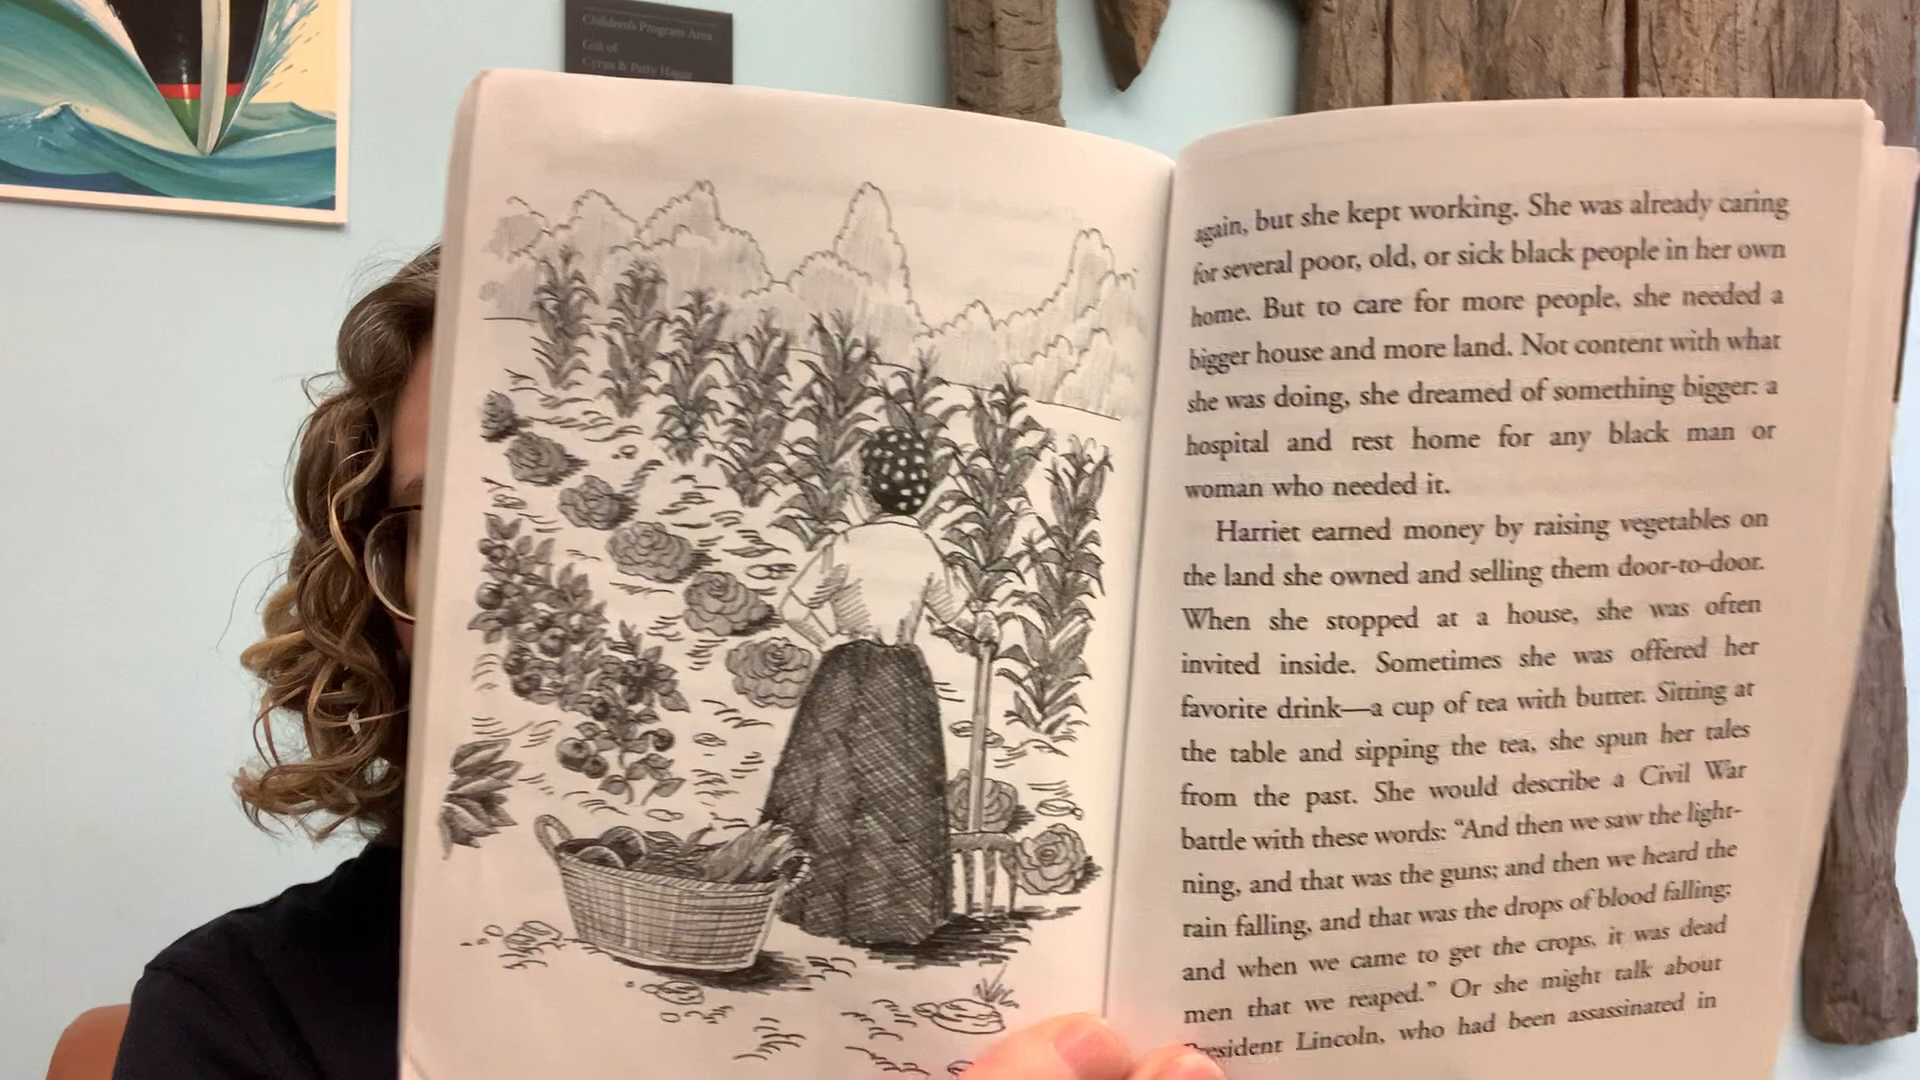 Children's Program Area
Gift of
Cyrus & Patty
again, but she kept working. She was already caring
for several poor, old, or sick black people in her own
home. But to care for more people, she needed a
bigger house and more land. Not content with what
she was doing, she dreamed of something bigger: a
hospital and rest home for any black man or
woman who needed it.
Harriet earned money by raising vegetables on
the land she owned and selling them door-to-door.
When she stopped at a house, she was often
invited inside. Sometimes she was offered her
favorite drink—a cup of tea with butter. Sitting at
the table and sipping the tea, she spun her tales
from the past. She would describe a Civil War
battle with these words: “And then we saw the light-
ning, and that was the guns; and then we heard the
rain falling, and that was the drops of blood falling;
and when we came to get the crops, it was dead
men that we reaped.” Or she might talk about
President Lincoln, who had been assassinated in